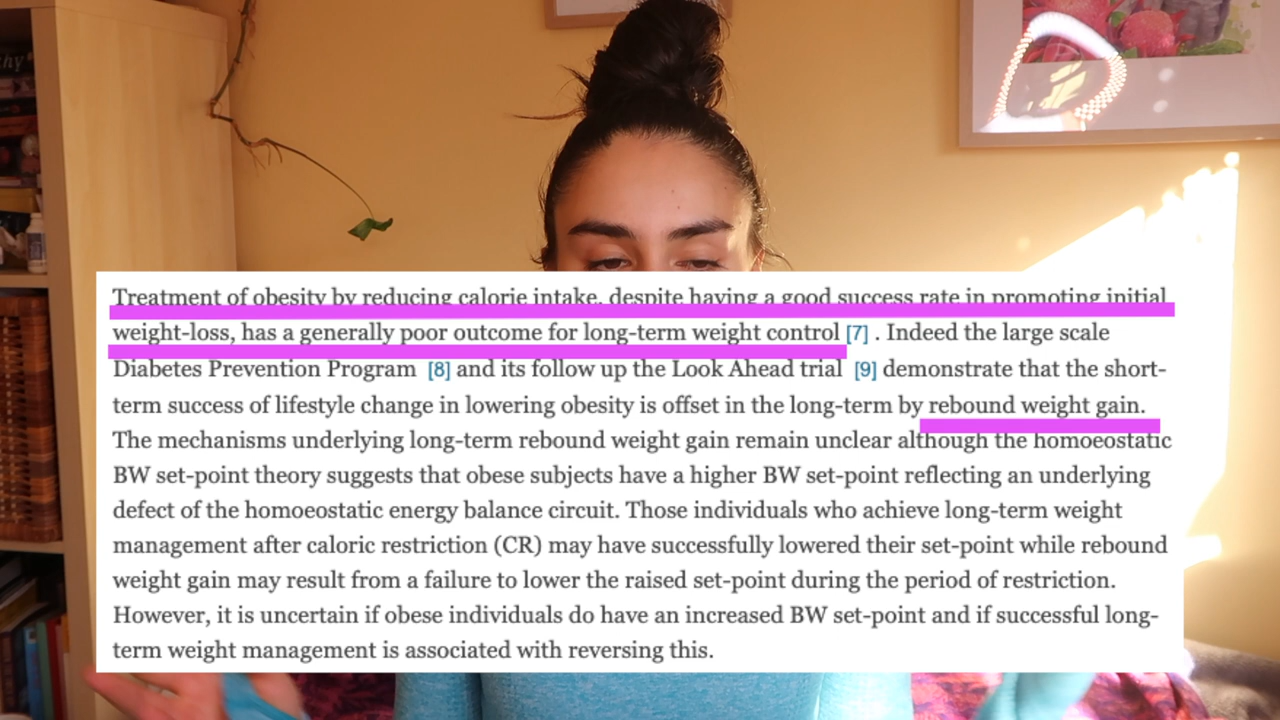 Treatment of obesity by reducing calorie intake, despite having a good success rate in promoting initial
weight-loss, has a generally poor outcome for long-term weight control [7] . Indeed the large scale
Diabetes Prevention Program [8] and its follow up the Look Ahead trial [9] demonstrate that the short-
term success of lifestyle change in lowering obesity is offset in the long-term by rebound weight gain.
The mechanisms underlying long-term rebound weight gain remain unclear although the homoeostatic
BW set-point theory suggests that obese subjects have a higher BW set-point reflecting an underlying
defect of the homoeostatic energy balance circuit. Those individuals who achieve long-term weight
management after caloric restriction (CR) may have successfully lowered their set-point while rebound
weight gain may result from a failure to lower the raised set-point during the period of restriction.
However, it is uncertain if obese individuals do have an increased BW set-point and if successful long-
term weight management is associated with reversing this.